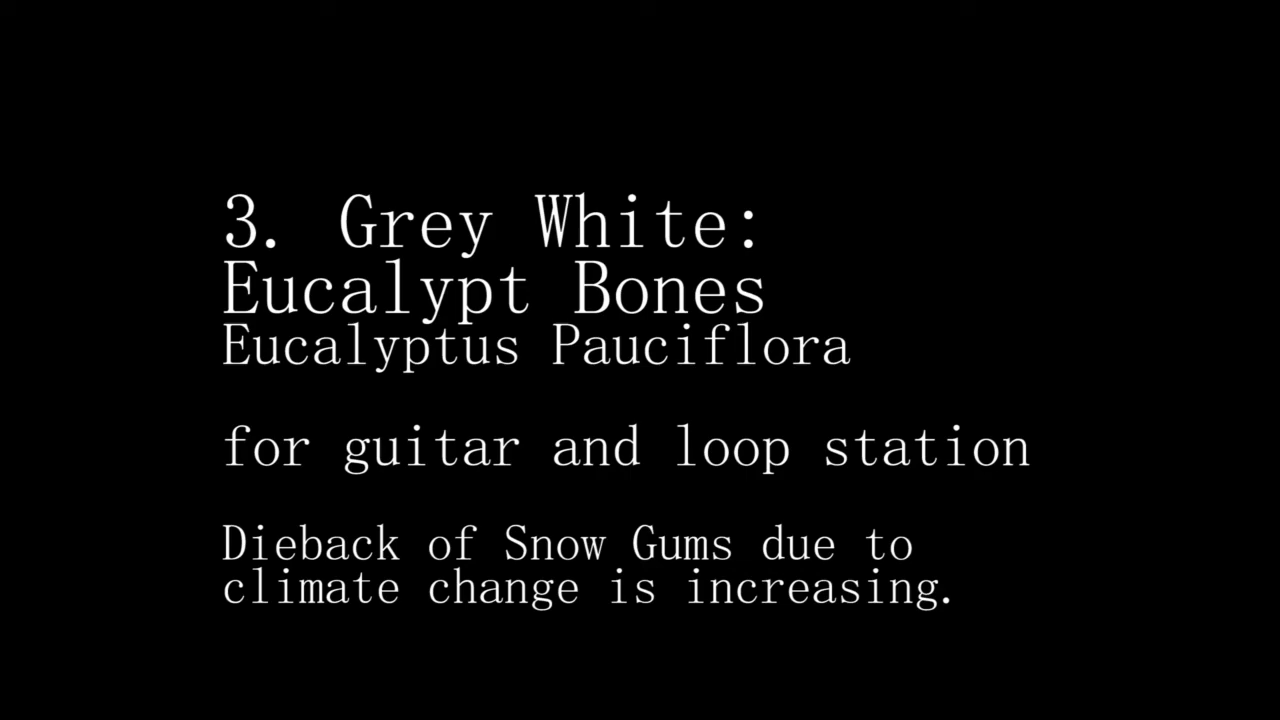 3. Grey White:
Eucalypt Bones
Eucalyptus Pauciflora
for guitar and loop station
Dieback of Snow Gums due to
climate change is increasing.